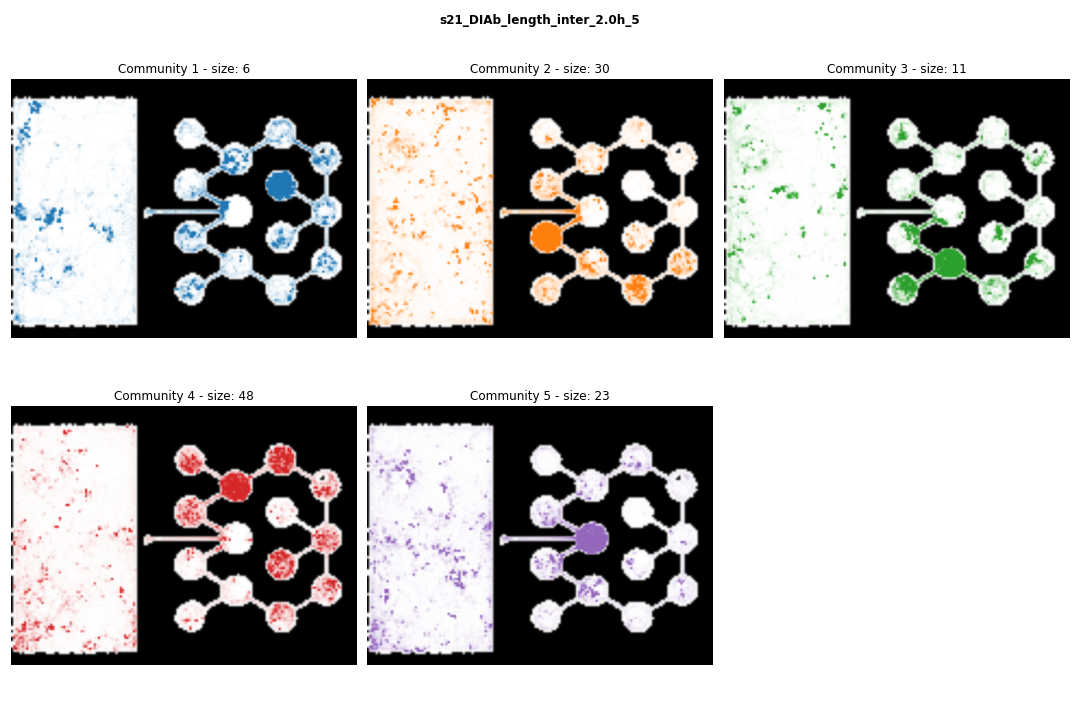 s21_DIAb_length_inter_2.0h_5
Community 1 - size: 6
Community 2 - size: 30
Community 3 - size: 11
Community 4 - size: 48
Community 5 - size: 23